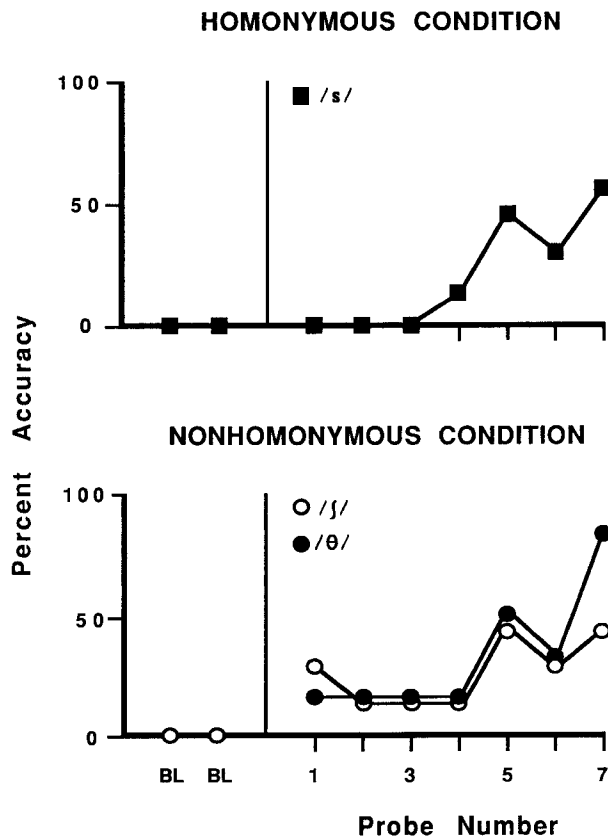 HOMONYMOUS CONDITION
100
/s/
50
0
Percent Accuracy
NONHOMONYMOUS CONDITION
100
/ʃ/
/θ/
50
0
BL BL 1 3 5 7
Probe Number